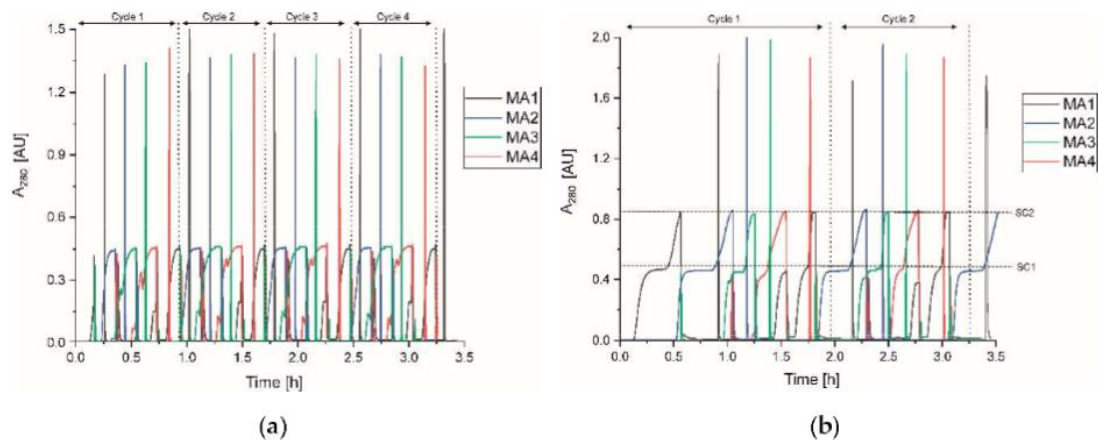 Cycle 1 Cycle 2 Cycle 3 Cycle 4
1.5
1.2
0.9
0.6
0.3
0.0
A280 [AU]
0.0 0.5 1.0 1.5 2.0 2.5 3.0 3.5
Time [h]
MA1
MA2
MA3
MA4
(a)
Cycle 1 Cycle 2
2.0
1.6
1.2
0.8
0.4
0.0
A280 [AU]
0.0 0.5 1.0 1.5 2.0 2.5 3.0 3.5
Time [h]
MA1
MA2
MA3
MA4
SC2
SC1
(b)